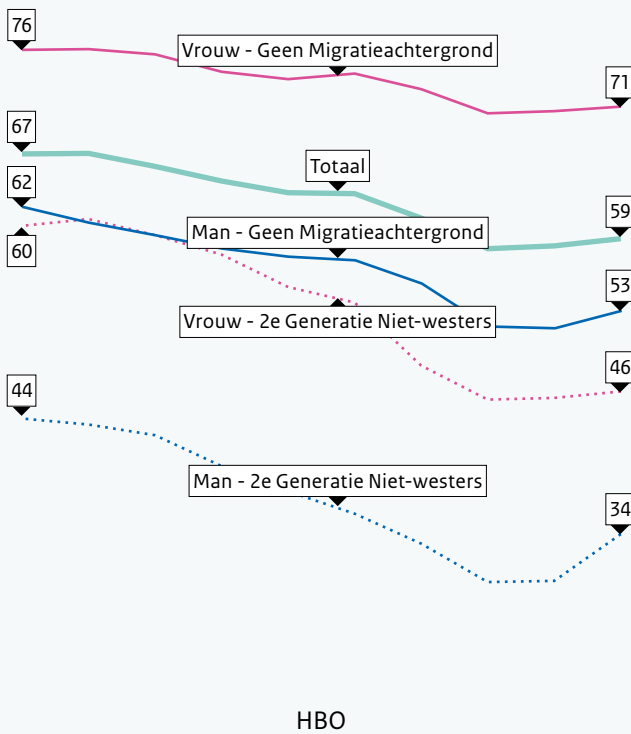 76
Vrouw - Geen Migratieachtergrond
71
67
Totaal
62
Man - Geen Migratieachtergrond
59
60
53
Vrouw - 2e Generatie Niet-westers
46
44
Man - 2e Generatie Niet-westers
34
HBO